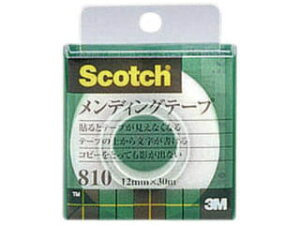 Scotch
メンディングテープ
貼るとテープが見えなくなる
テープの上から文字が書ける
コピーをとっても影が出ない
810 12mm×30m
TM
3M